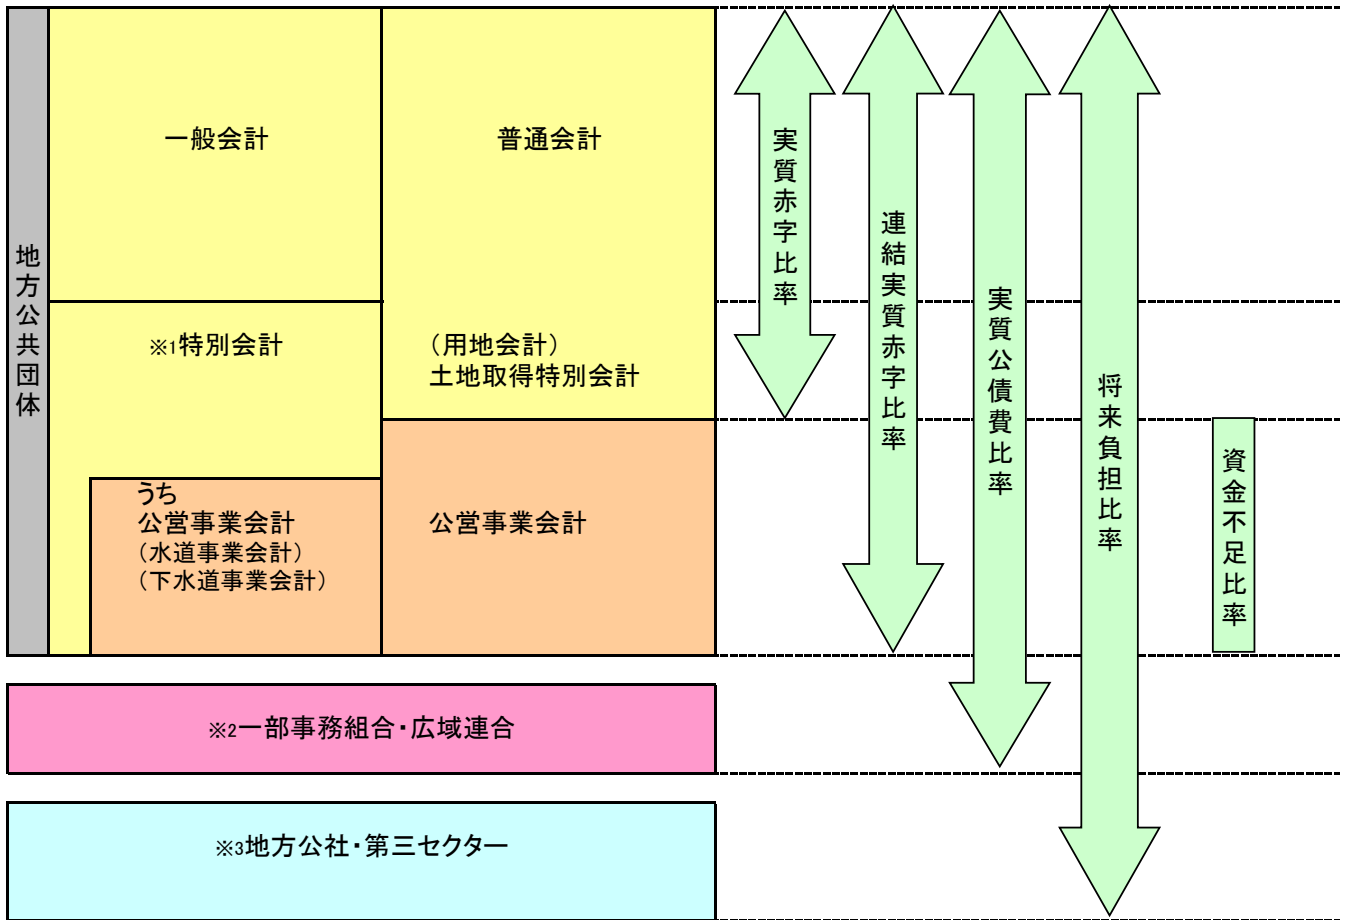 地方公共団体
一般会計
普通会計
※1特別会計
（用地会計）
土地取得特別会計
うち
公営事業会計
（水道事業会計）
（下水道事業会計）
公営事業会計
※2一部事務組合・広域連合
※3地方公社・第三セクター
実質赤字比率
連結実質赤字比率
実質公債費比率
将来負担比率
資金不足比率